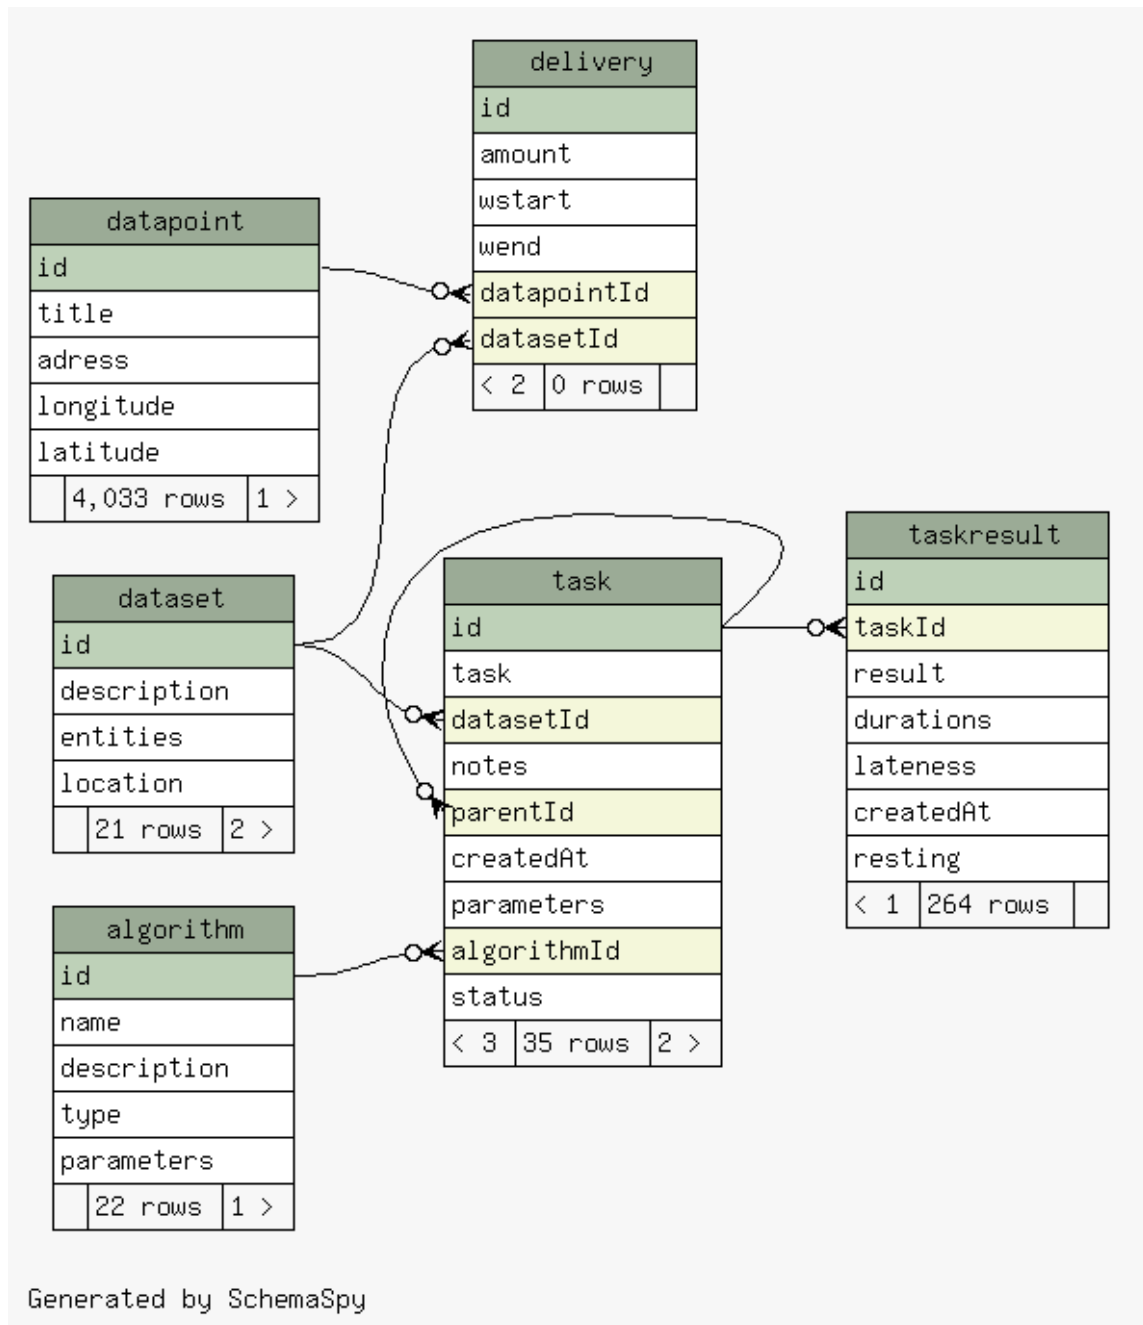 delivery
id
amount
wstart
wend
datapointId
datasetId
< 2 0 rows
datapoint
id
title
adress
longitude
latitude
4,033 rows 1 >
dataset
id
description
entities
location
21 rows 2 >
task
id
task
datasetId
notes
parentId
createdAt
parameters
algorithmId
status
< 3 35 rows 2 >
taskresult
id
taskId
result
durations
lateness
createdAt
resting
< 1 264 rows
algorithm
id
name
description
type
parameters
22 rows 1 >
Generated by SchemaSpy